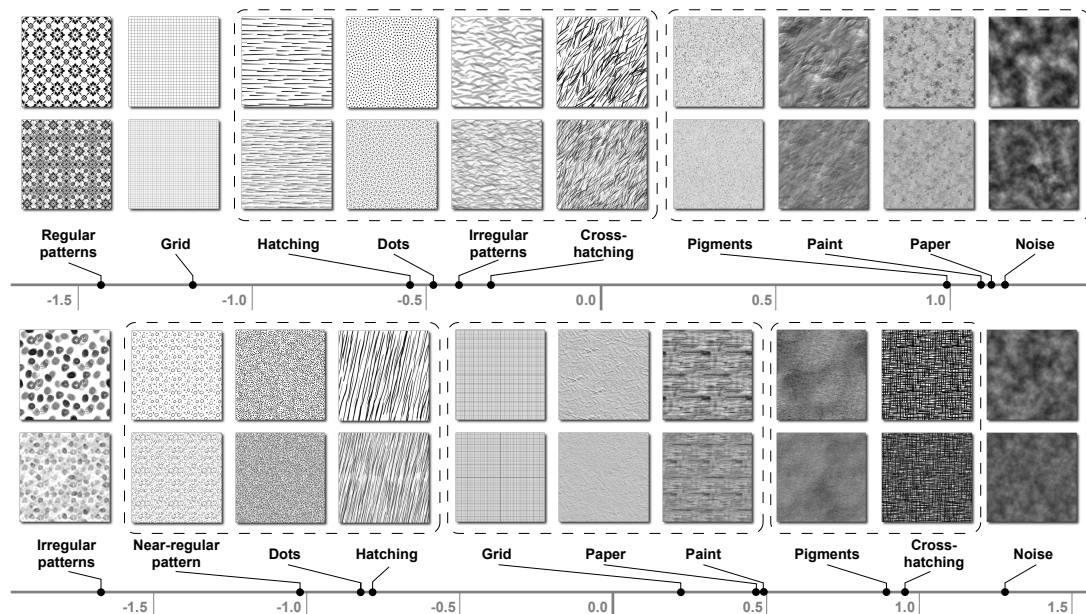 Regular patterns
Grid
Hatching
Dots
Irregular patterns
Cross-hatching
Pigments
Paint
Paper
Noise
-1.5
-1.0
-0.5
0.0
0.5
1.0
Irregular patterns
Near-regular pattern
Dots
Hatching
Grid
Paper
Paint
Pigments
Cross-hatching
Noise
-1.5
-1.0
-0.5
0.0
0.5
1.0
1.5